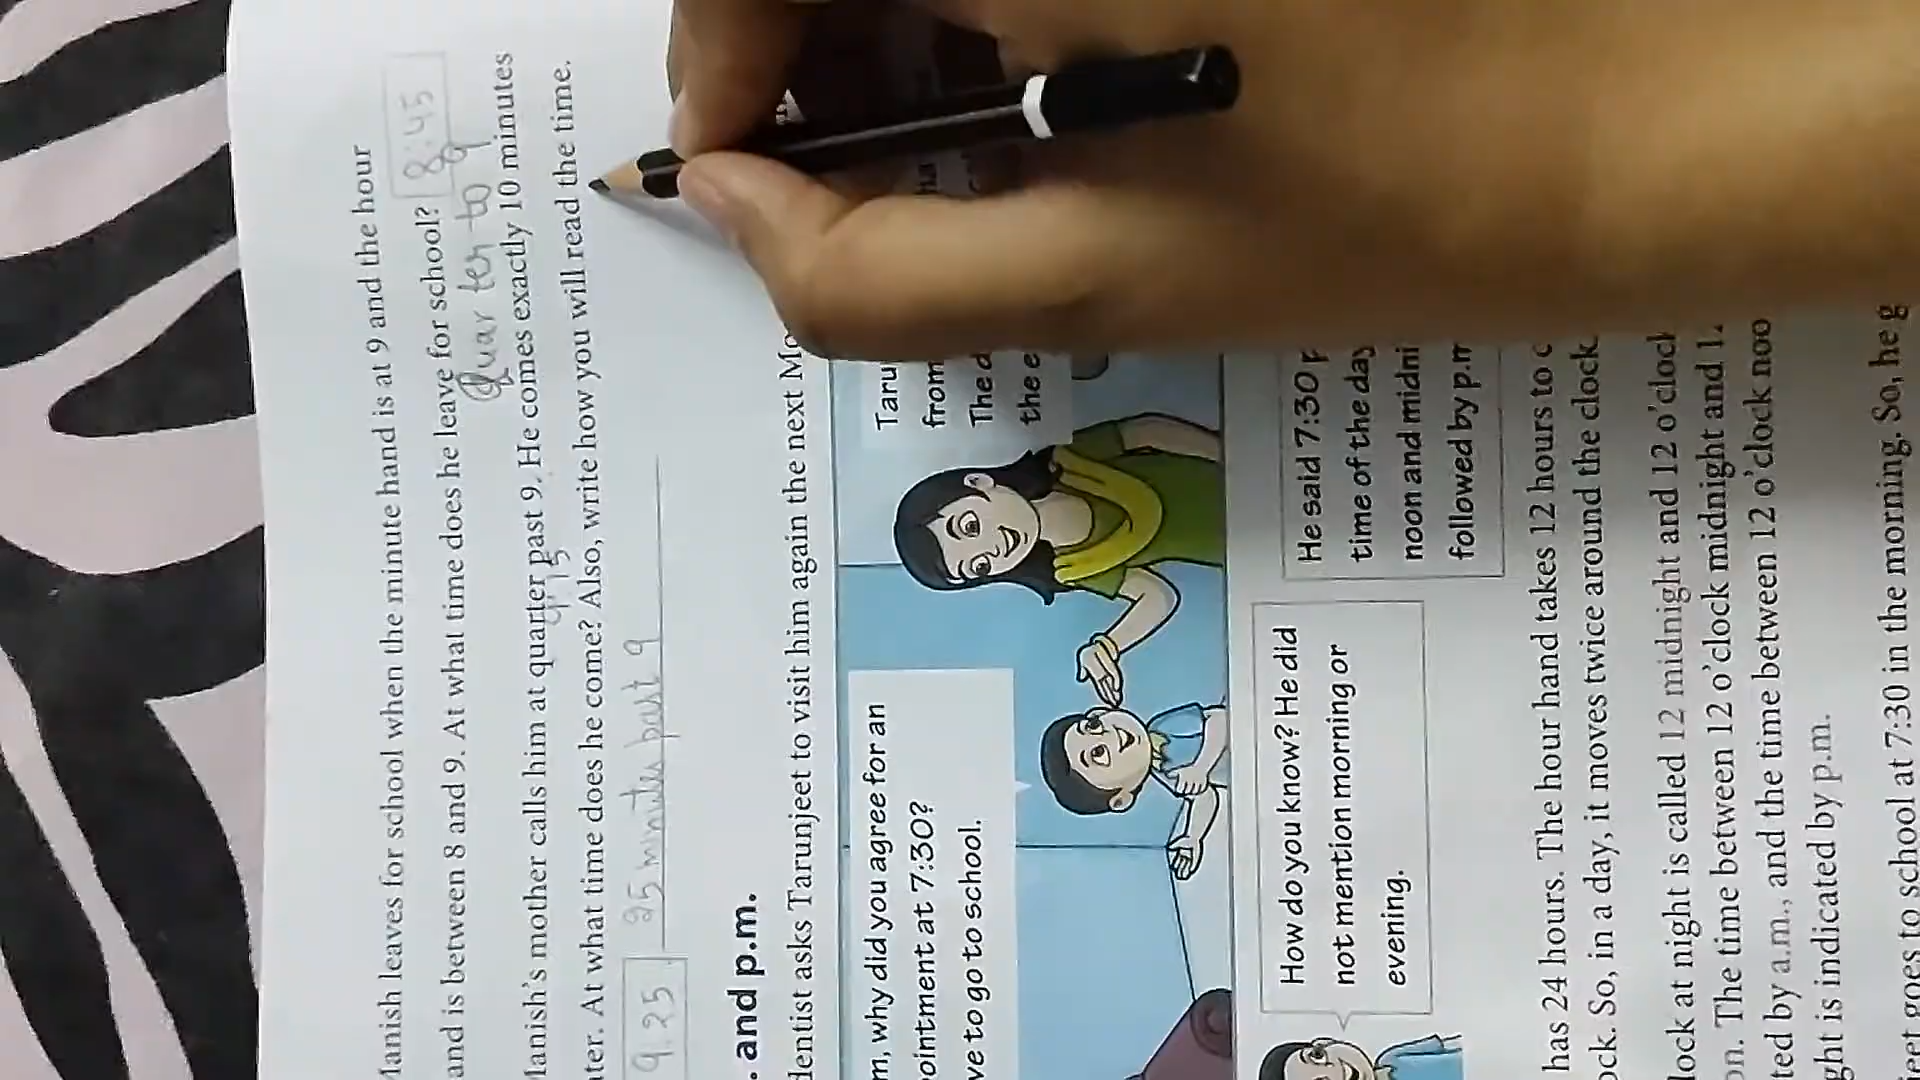 Manish leaves for school when the minute hand is at 9 and the hour
and is between 8 and 9. At what time does he leave for school? 8:45
Quarter to 9
Manish's mother calls him at quarter past 9. He comes exactly 10 minutes
9:15
ter. At what time does he come? Also, write how you will read the time.
9:25 25 minutes past 9
. and p.m.
dentist asks Tarunjeet to visit him again the next Mo
m, why did you agree for an
pointment at 7:30?
ve to go to school.
Taru
from
The d
the e
How do you know? He did
not mention morning or
evening.
He said 7:30 p
time of the day
noon and midni
followed by p.m
has 24 hours. The hour hand takes 12 hours to c
ock. So, in a day, it moves twice around the clock.
lock at night is called 12 midnight and 12 o'clock
on. The time between 12 o'clock midnight and 1
ted by a.m., and the time between 12 o'clock noo
ght is indicated by p.m.
jeet goes to school at 7:30 in the morning. So, he g